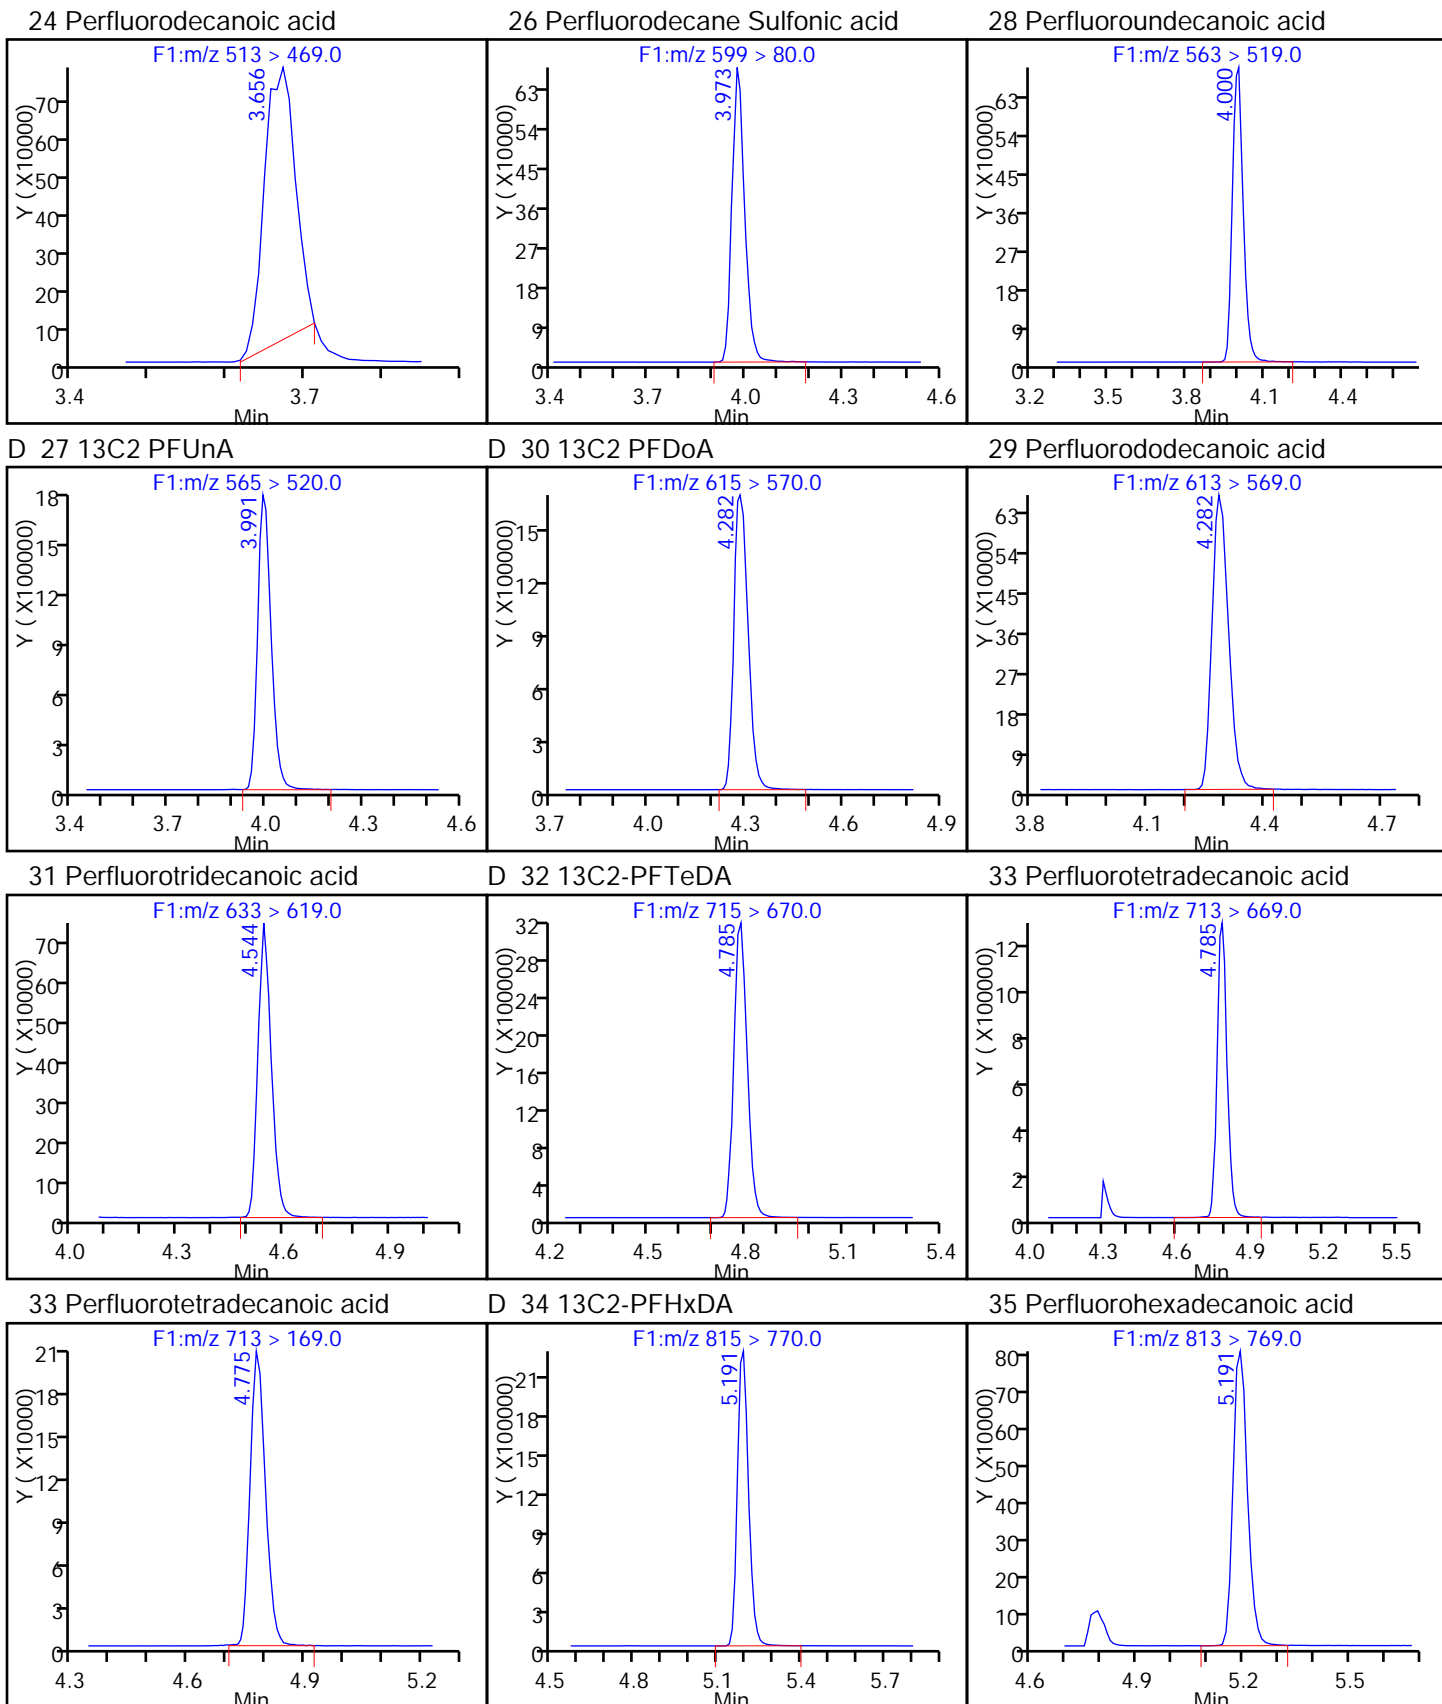 24 Perfluorodecanoic acid
F1:m/z 513 > 469.0
3.656
Y ( X10000)
70
60
50
40
30
20
10
0
3.4 3.7
Min
26 Perfluorodecane Sulfonic acid
F1:m/z 599 > 80.0
3.973
Y ( X10000)
63
54
45
36
27
18
9
0
3.4 3.7 4.0 4.3 4.6
Min
28 Perfluoroundecanoic acid
F1:m/z 563 > 519.0
4.000
Y ( X10000)
63
54
45
36
27
18
9
0
3.2 3.5 3.8 4.1 4.4
Min
D 27 13C2 PFUnA
F1:m/z 565 > 520.0
3.991
Y ( X100000)
18
15
12
9
6
3
0
3.4 3.7 4.0 4.3 4.6
Min
D 30 13C2 PFDoA
F1:m/z 615 > 570.0
4.282
Y ( X100000)
15
12
9
6
3
0
3.7 4.0 4.3 4.6 4.9
Min
29 Perfluorododecanoic acid
F1:m/z 613 > 569.0
4.282
Y ( X10000)
63
54
45
36
27
18
9
0
3.8 4.1 4.4 4.7
Min
31 Perfluorotridecanoic acid
F1:m/z 633 > 619.0
4.544
Y ( X10000)
70
60
50
40
30
20
10
0
4.0 4.3 4.6 4.9
Min
D 32 13C2-PFTeDA
F1:m/z 715 > 670.0
4.785
Y ( X100000)
32
28
24
20
16
12
8
4
0
4.2 4.5 4.8 5.1 5.4
Min
33 Perfluorotetradecanoic acid
F1:m/z 713 > 669.0
4.785
Y ( X100000)
12
10
8
6
4
2
0
4.0 4.3 4.6 4.9 5.2 5.5
Min
33 Perfluorotetradecanoic acid
F1:m/z 713 > 169.0
4.775
Y ( X10000)
21
18
15
12
9
6
3
0
4.3 4.6 4.9 5.2
Min
D 34 13C2-PFHxDA
F1:m/z 815 > 770.0
5.191
Y ( X100000)
21
18
15
12
9
6
3
0
4.5 4.8 5.1 5.4 5.7
Min
35 Perfluorohexadecanoic acid
F1:m/z 813 > 769.0
5.191
Y ( X10000)
80
70
60
50
40
30
20
10
0
4.6 4.9 5.2 5.5
Min